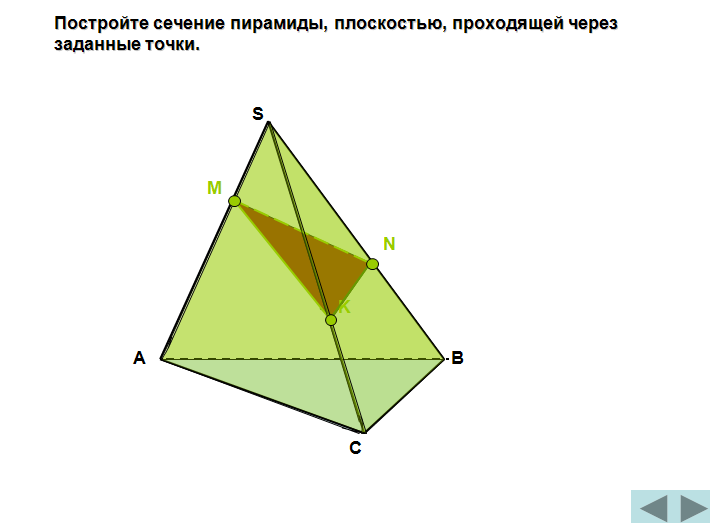 Постройте сечение пирамиды, плоскостью, проходящей через
заданные точки.
S
M
N
K
A
B
C